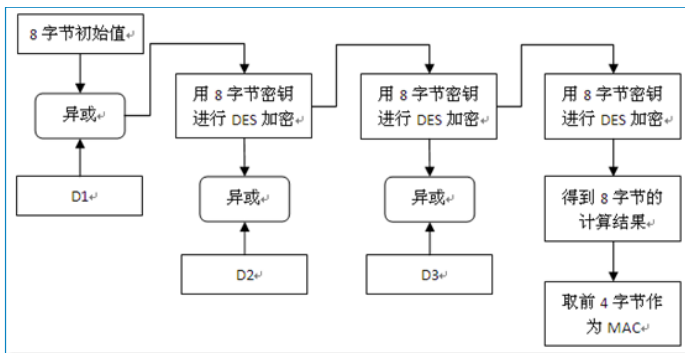 8 字节初始值↵
异或↵
D1↵
用 8 字节密钥
进行 DES 加密↵
异或↵
D2↵
用 8 字节密钥
进行 DES 加密↵
异或↵
D3↵
用 8 字节密钥
进行 DES 加密↵
得到 8 字节的
计算结果↵
取前 4 字节作
为 MAC↵